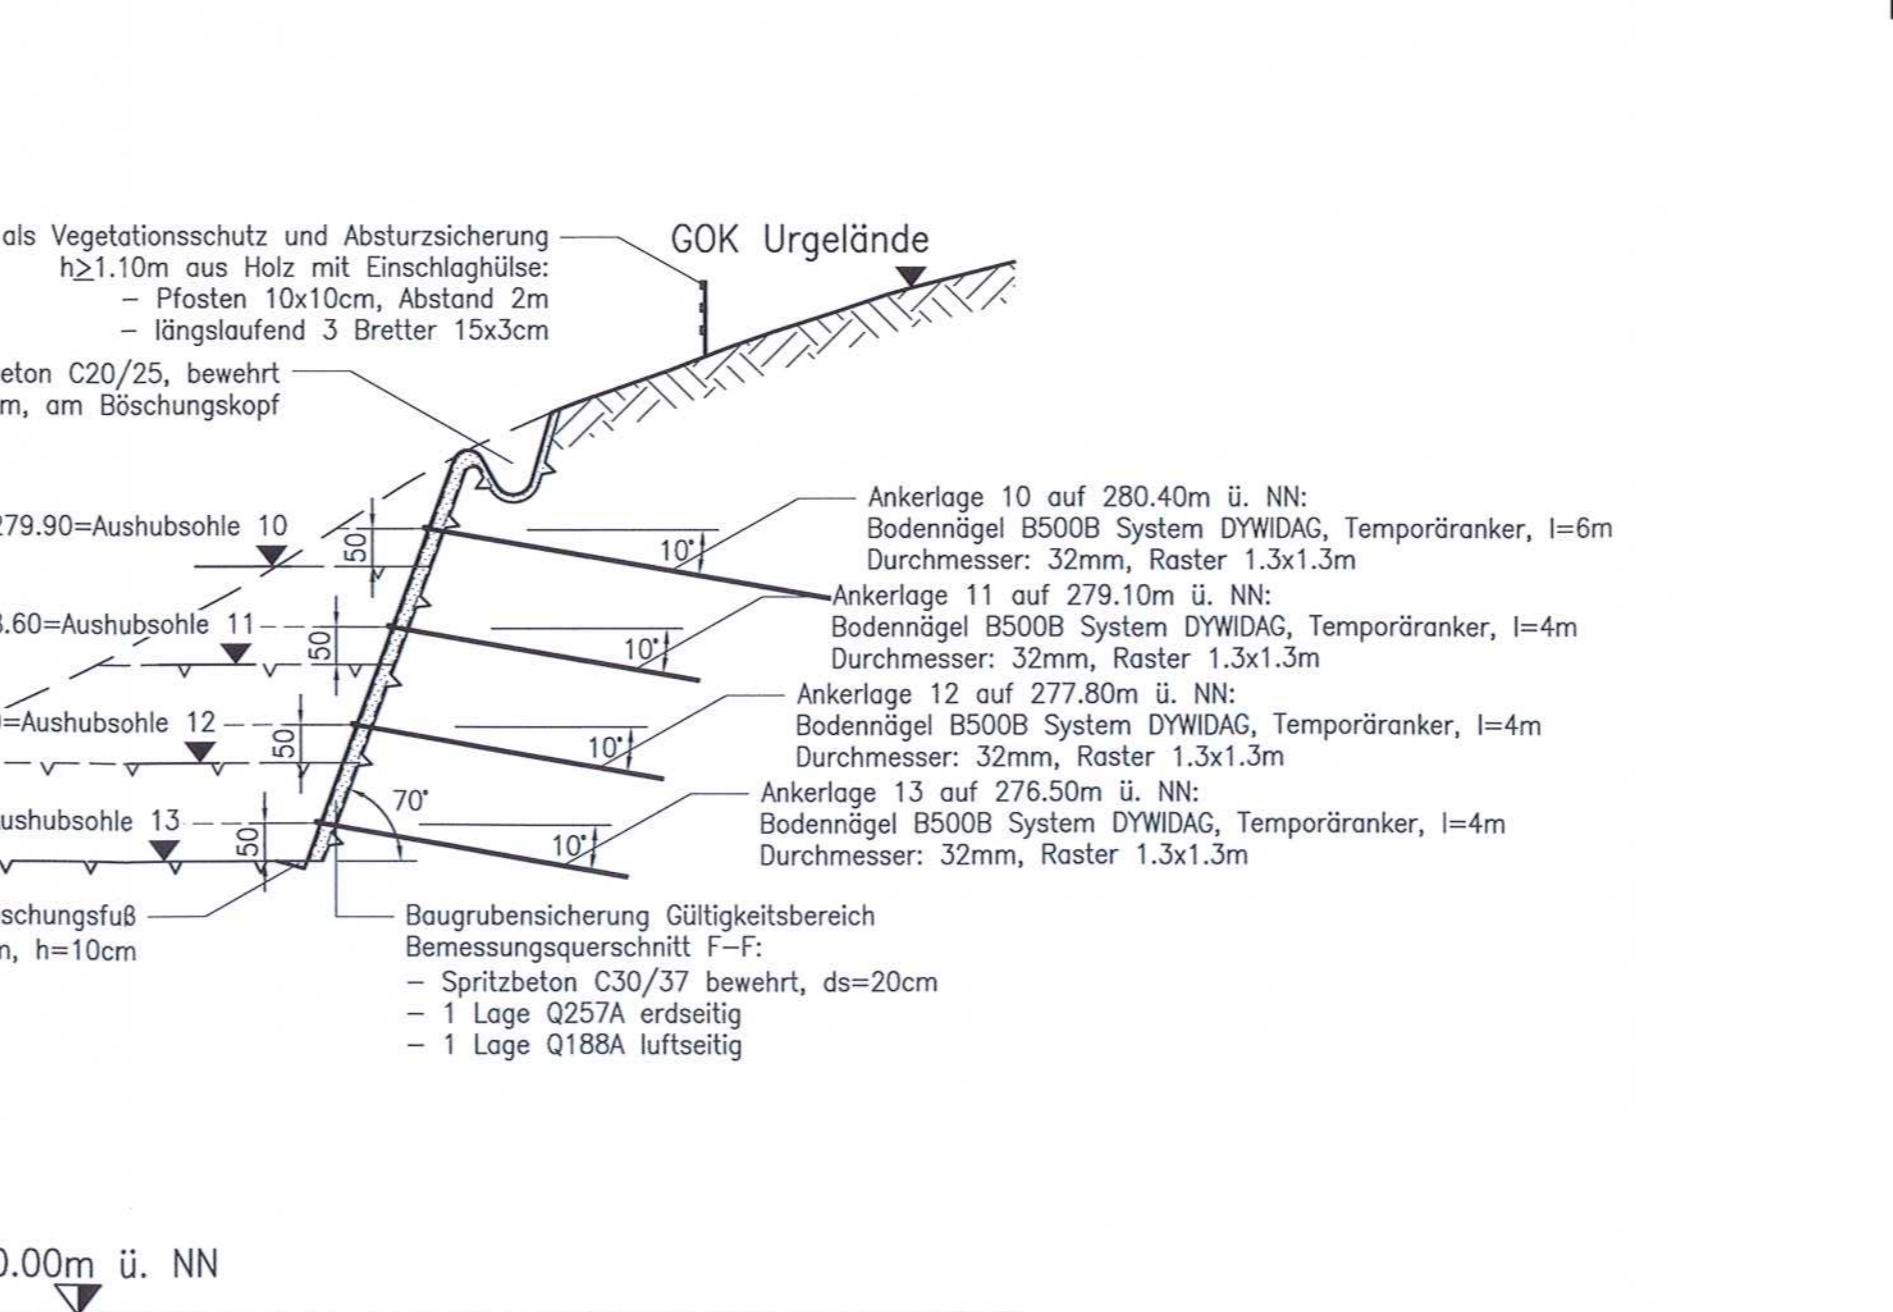 als Vegetationsschutz und Absturzsicherung
h≥1.10m aus Holz mit Einschlaghülse:
– Pfosten 10x10cm, Abstand 2m
– längslaufend 3 Bretter 15x3cm
GOK Urgelände
eton C20/25, bewehrt
m, am Böschungskopf
279.90=Aushubsohle 10
50
10°
Ankerlage 10 auf 280.40m ü. NN:
Bodennägel B500B System DYWIDAG, Temporäranker, l=6m
Durchmesser: 32mm, Raster 1.3x1.3m
.60=Aushubsohle 11
50
10°
Ankerlage 11 auf 279.10m ü. NN:
Bodennägel B500B System DYWIDAG, Temporäranker, l=4m
Durchmesser: 32mm, Raster 1.3x1.3m
=Aushubsohle 12
50
10°
Ankerlage 12 auf 277.80m ü. NN:
Bodennägel B500B System DYWIDAG, Temporäranker, l=4m
Durchmesser: 32mm, Raster 1.3x1.3m
ushubsohle 13
50
70°
10°
Ankerlage 13 auf 276.50m ü. NN:
Bodennägel B500B System DYWIDAG, Temporäranker, l=4m
Durchmesser: 32mm, Raster 1.3x1.3m
schungsfuß
m, h=10cm
Baugrubensicherung Gültigkeitsbereich
Bemessungsquerschnitt F–F:
– Spritzbeton C30/37 bewehrt, ds=20cm
– 1 Lage Q257A erdseitig
– 1 Lage Q188A luftseitig
0.00m ü. NN